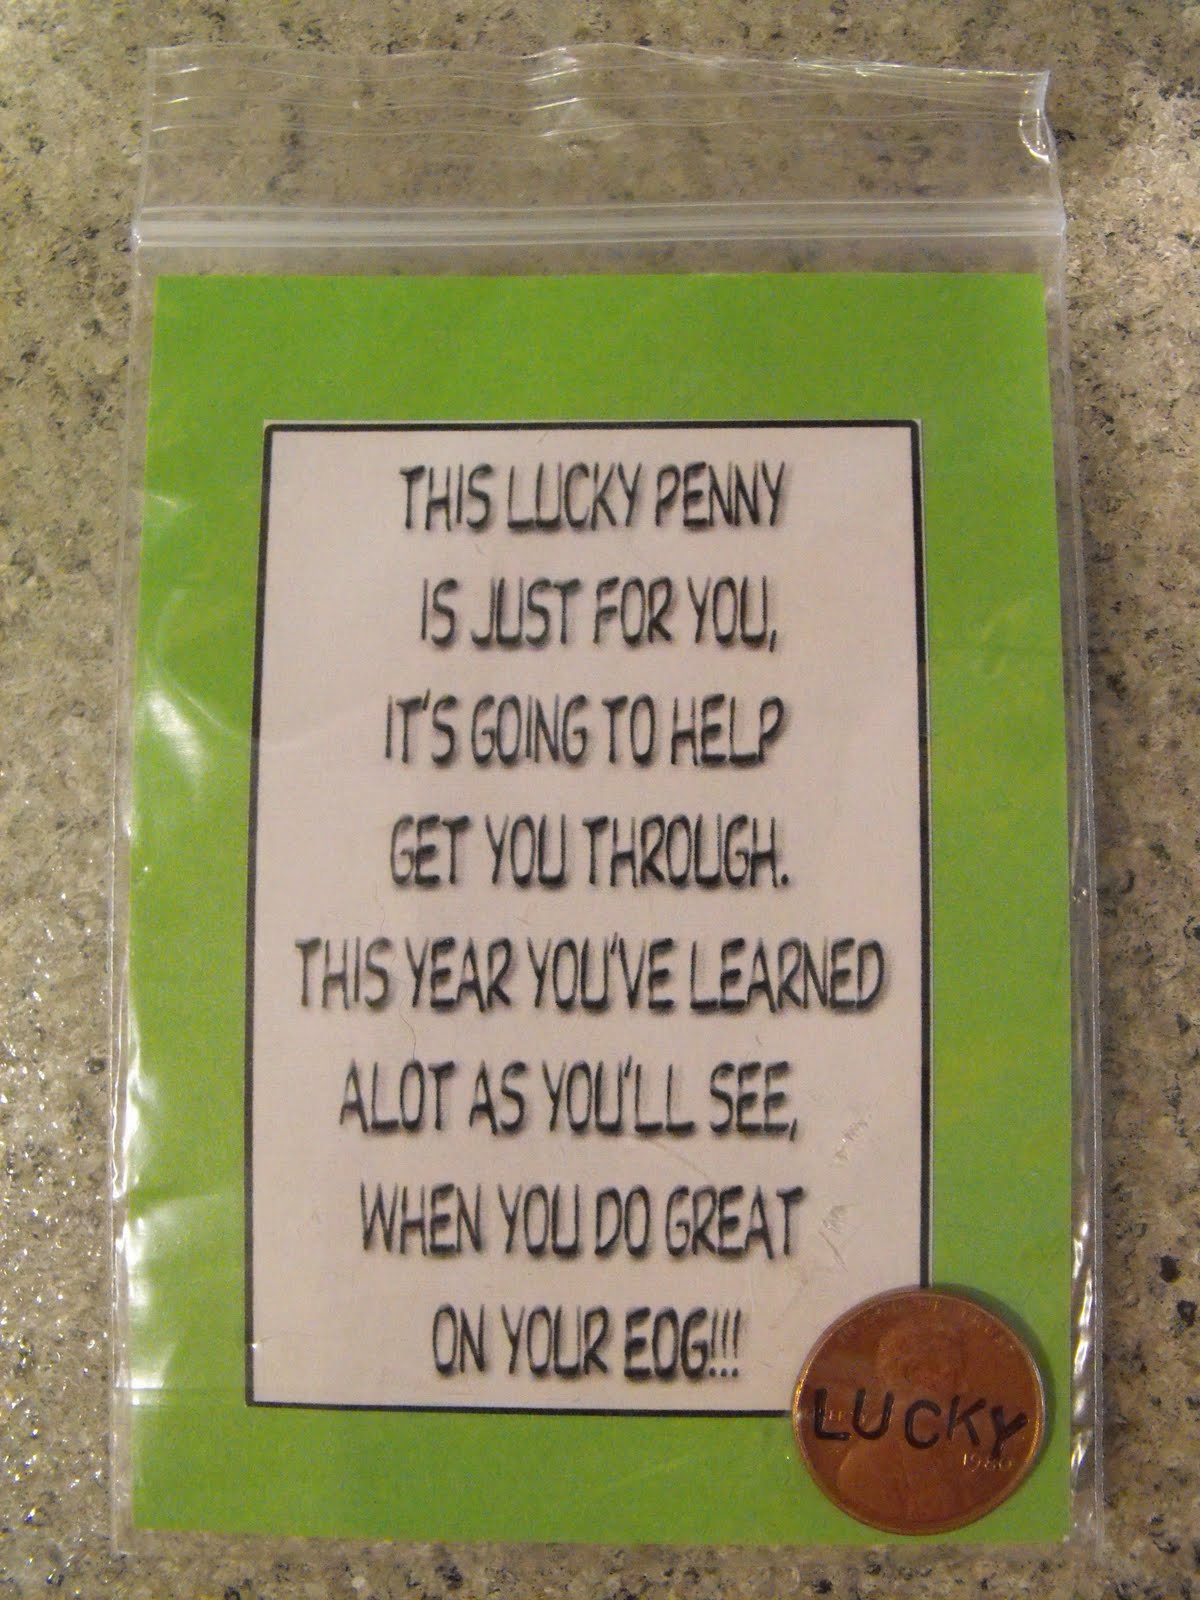 THIS LUCKY PENNY
IS JUST FOR YOU,
IT'S GOING TO HELP
GET YOU THROUGH.
THIS YEAR YOU'VE LEARNED
ALOT AS YOU'LL SEE,
WHEN YOU DO GREAT
ON YOUR EOG!!!
LUCKY